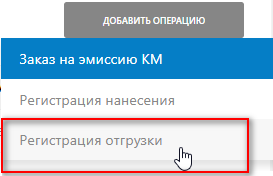 ДОБАВИТЬ ОПЕРАЦИЮ
Заказ на эмиссию КМ
Регистрация нанесения
Регистрация отгрузки